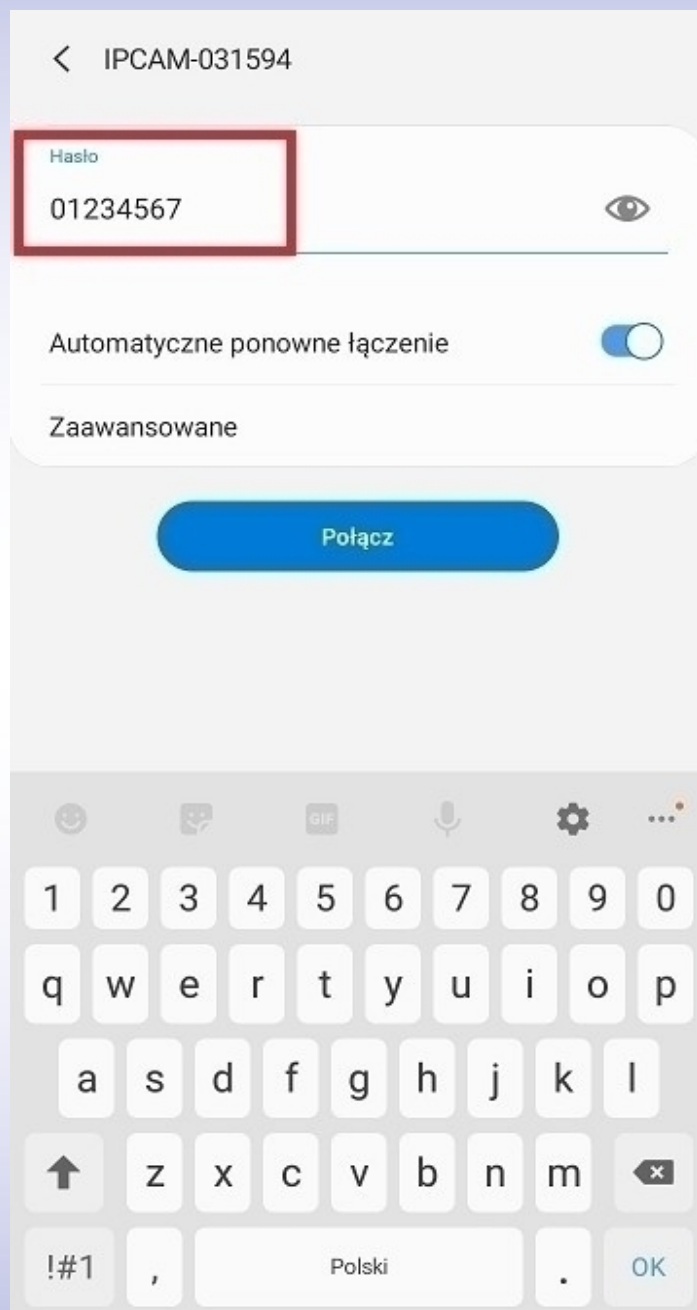 IPCAM-031594
Hasło
01234567
Automatyczne ponowne łączenie
Zaawansowane
Połącz
GIF
1 2 3 4 5 6 7 8 9 0
q w e r t y u i o p
a s d f g h j k l
z x c v b n m
!#1 , Polski . OK